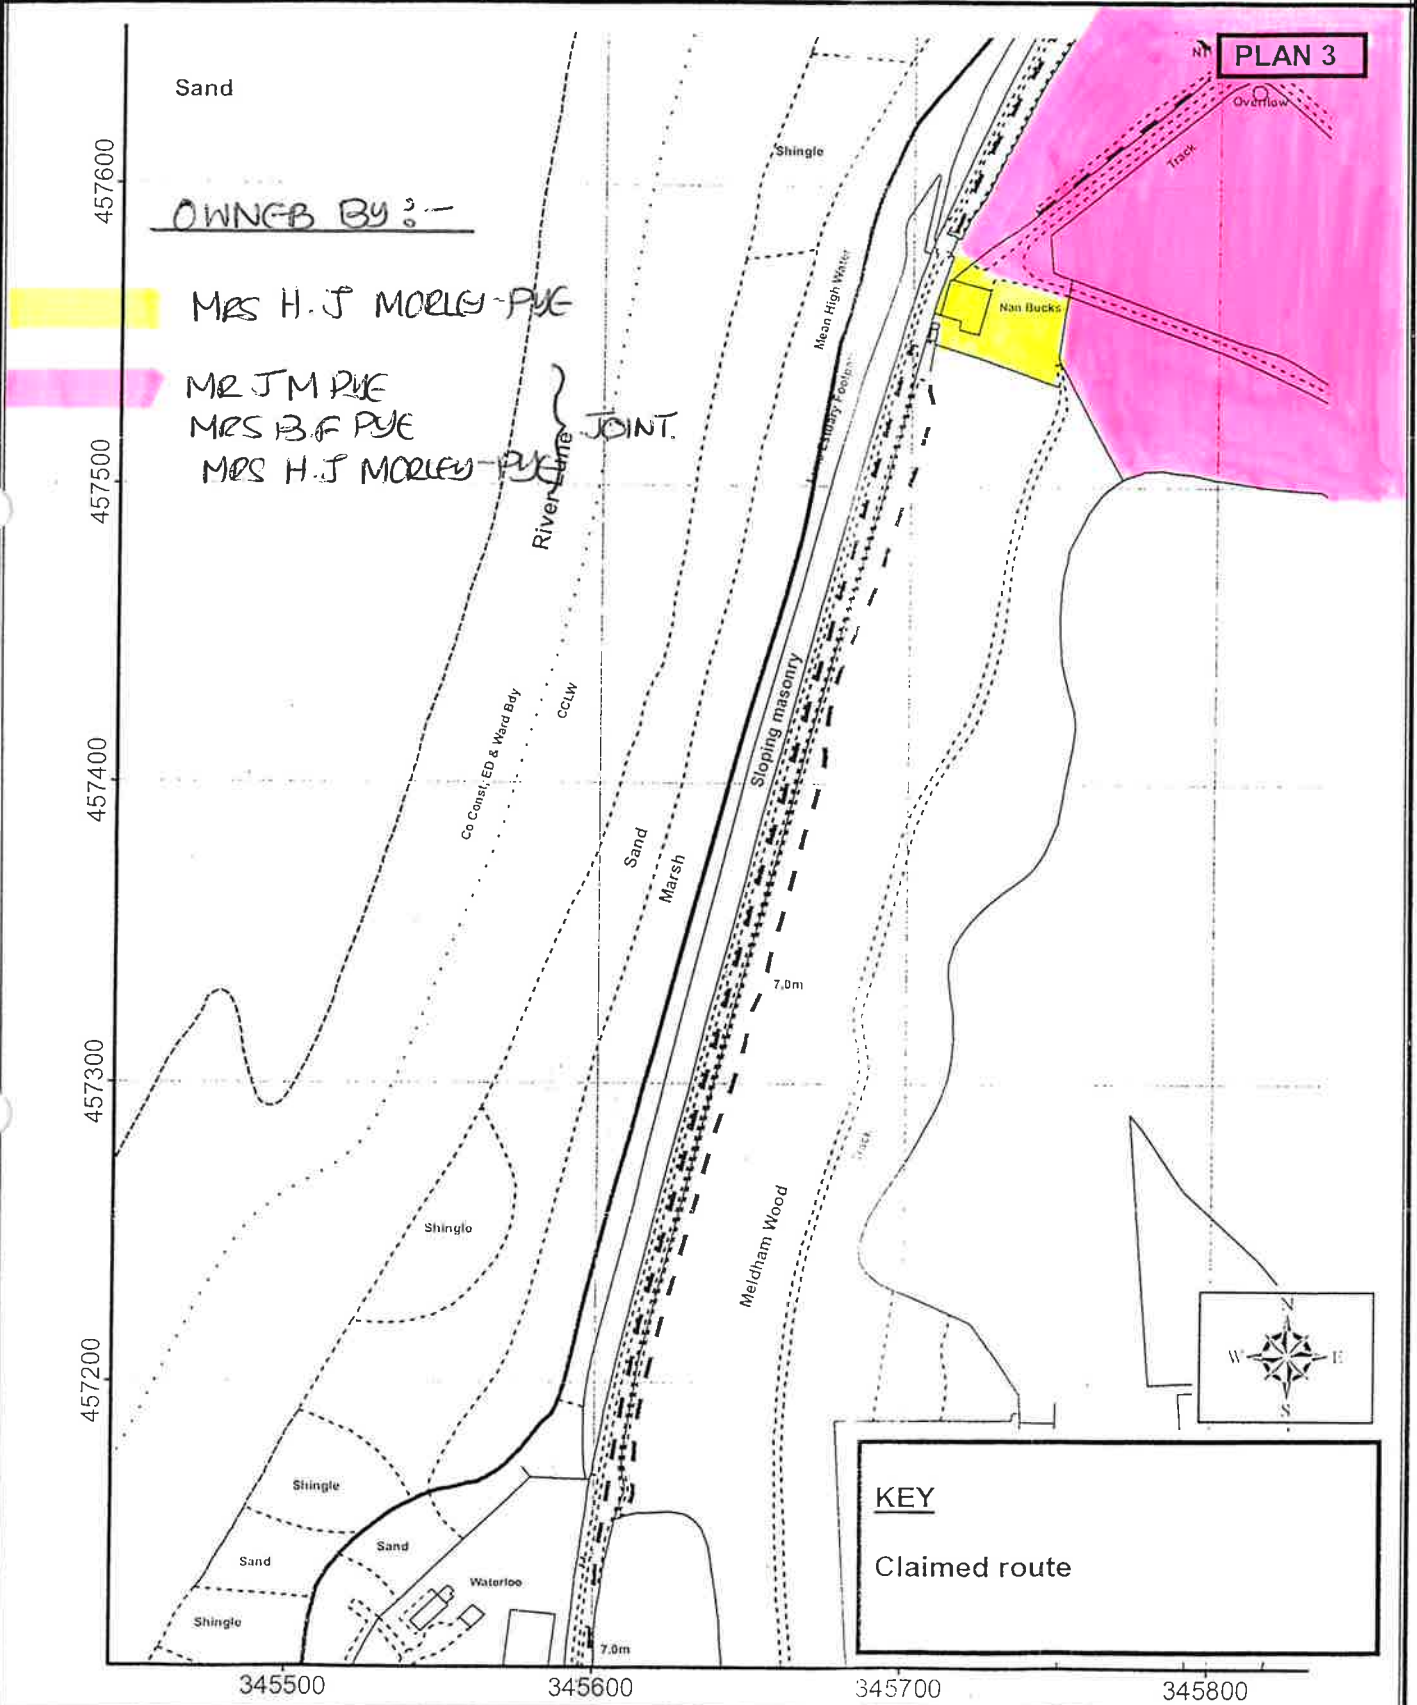 PLAN 3
Sand
Overflow
Track
Shingle
457600
OWNER BY :-
MRS H.J MORLEY-PYE
Mean High Water
Nan Bucks
MR J M PYE
MRS B.F PYE
JOINT.
MRS H.J MORLEY-PYE
Estuary Footpath
457500
River Lune
Sloping masonry
Co Const, ED & Ward Bdy
CCLW
457400
Sand
Marsh
7.0m
457300
Track
Meldham Wood
Shingle
N
W E
S
457200
KEY
Claimed route
Shingle
Sand
Sand
Waterloo
Shingle
7.0m
345500
345600
345700
345800